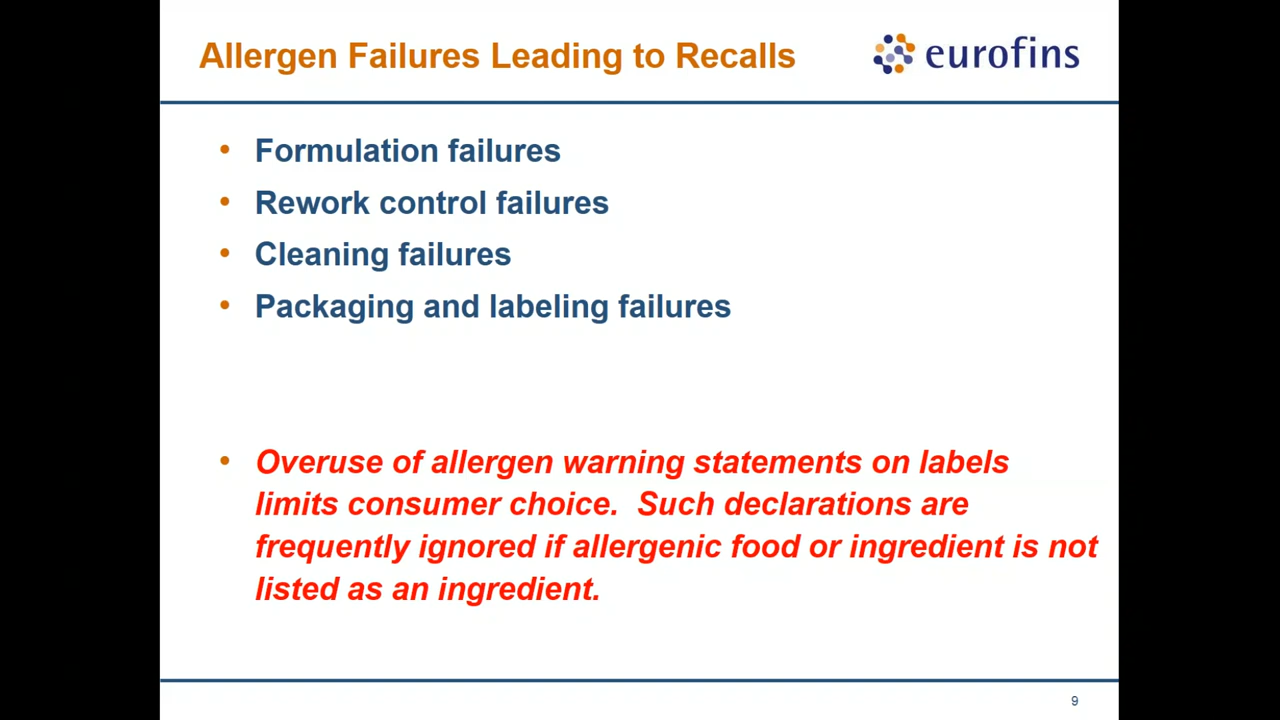 Allergen Failures Leading to Recalls
eurofins
• Formulation failures
• Rework control failures
• Cleaning failures
• Packaging and labeling failures
• Overuse of allergen warning statements on labels
limits consumer choice.  Such declarations are
frequently ignored if allergenic food or ingredient is not
listed as an ingredient.
9